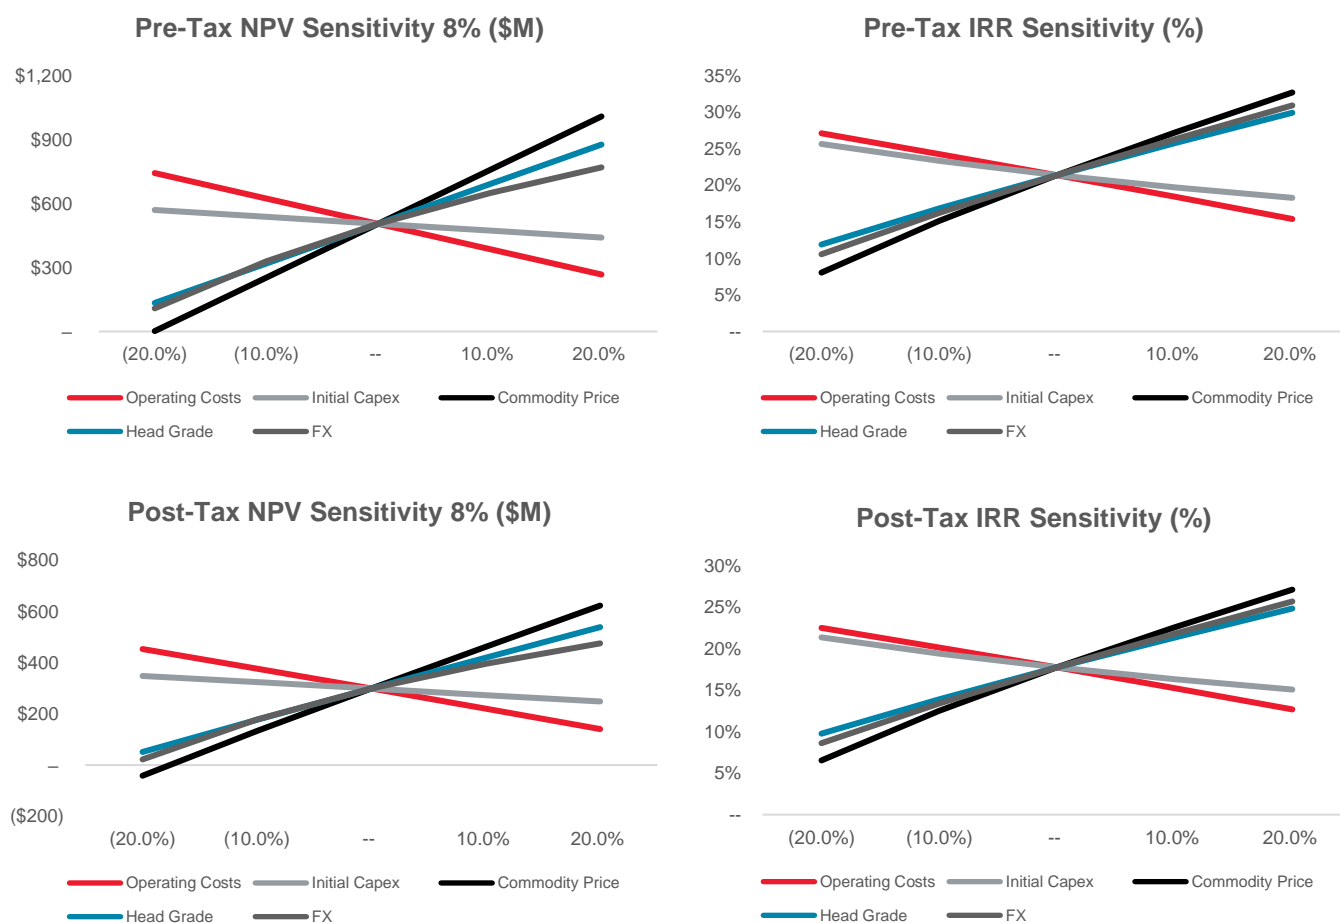 Pre-Tax NPV Sensitivity 8% ($M)
$1,200
$900
$600
$300
–
(20.0%) (10.0%) -- 10.0% 20.0%
Operating Costs Initial Capex Commodity Price
Head Grade FX
Pre-Tax IRR Sensitivity (%)
35%
30%
25%
20%
15%
10%
5%
--
(20.0%) (10.0%) -- 10.0% 20.0%
Operating Costs Initial Capex Commodity Price
Head Grade FX
Post-Tax NPV Sensitivity 8% ($M)
$800
$600
$400
$200
–
($200)
(20.0%) (10.0%) -- 10.0% 20.0%
Operating Costs Initial Capex Commodity Price
Head Grade FX
Post-Tax IRR Sensitivity (%)
30%
25%
20%
15%
10%
5%
--
(20.0%) (10.0%) -- 10.0% 20.0%
Operating Costs Initial Capex Commodity Price
Head Grade FX